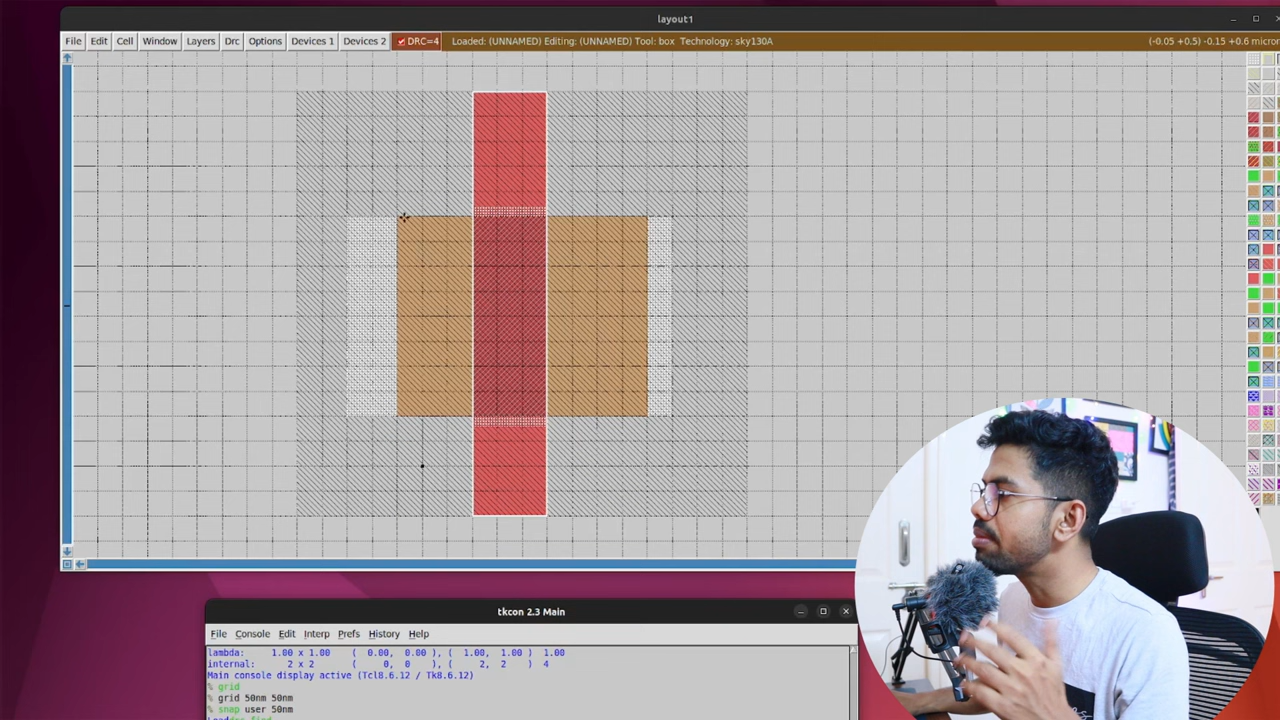 layout1
File Edit Cell Window Layers Drc Options Devices 1 Devices 2 DRC=4 Loaded: (UNNAMED) Editing: (UNNAMED) Tool: box Technology: sky130A (-0.05 +0.5) -0.15 +0.6 micron
tkcon 2.3 Main
File Console Edit Interp Prefs History Help
lambda: 1.00 x 1.00 ( 0.00, 0.00 ), ( 1.00, 1.00 ) 1.00
internal: 2 x 2 ( 0, 0 ), ( 2, 2 ) 4
Main console display active (Tcl8.6.12 / Tk8.6.12)
% grid
% grid 50nm 50nm
% snap user 50nm